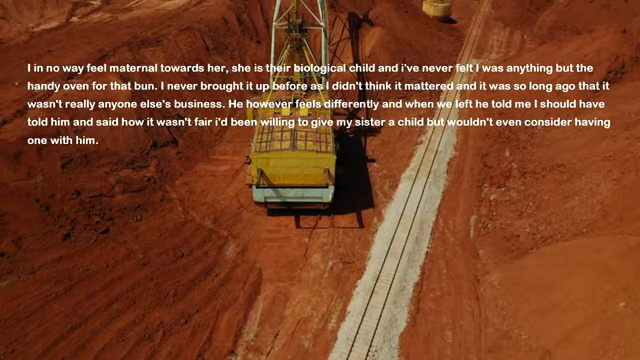 I in no way feel maternal towards her, she is their biological child and i've never felt I was anything but the
handy oven for that bun. I never brought it up before as I didn't think it mattered and it was so long ago that it
wasn't really anyone else's business. He however feels differently and when we left he told me I should have
told him and said how it wasn't fair i'd been willing to give my sister a child but wouldn't even consider having
one with him.